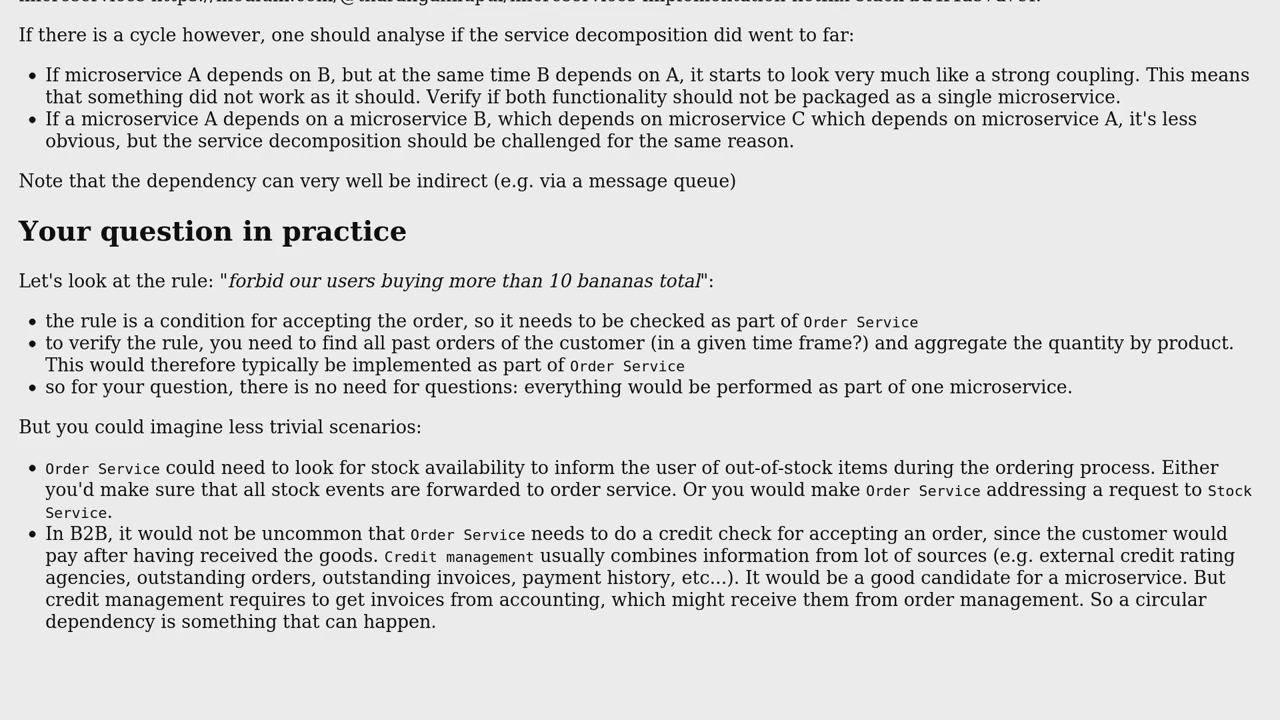 If there is a cycle however, one should analyse if the service decomposition did went to far:
If microservice A depends on B, but at the same time B depends on A, it starts to look very much like a strong coupling. This means
that something did not work as it should. Verify if both functionality should not be packaged as a single microservice.
If a microservice A depends on a microservice B, which depends on microservice C which depends on microservice A, it's less
obvious, but the service decomposition should be challenged for the same reason.
Note that the dependency can very well be indirect (e.g. via a message queue)
Your question in practice
Let's look at the rule: "forbid our users buying more than 10 bananas total":
the rule is a condition for accepting the order, so it needs to be checked as part of Order Service
to verify the rule, you need to find all past orders of the customer (in a given time frame?) and aggregate the quantity by product.
This would therefore typically be implemented as part of Order Service
so for your question, there is no need for questions: everything would be performed as part of one microservice.
But you could imagine less trivial scenarios:
Order Service could need to look for stock availability to inform the user of out-of-stock items during the ordering process. Either
you'd make sure that all stock events are forwarded to order service. Or you would make Order Service addressing a request to Stock
Service.
In B2B, it would not be uncommon that Order Service needs to do a credit check for accepting an order, since the customer would
pay after having received the goods. Credit management usually combines information from lot of sources (e.g. external credit rating
agencies, outstanding orders, outstanding invoices, payment history, etc...). It would be a good candidate for a microservice. But
credit management requires to get invoices from accounting, which might receive them from order management. So a circular
dependency is something that can happen.